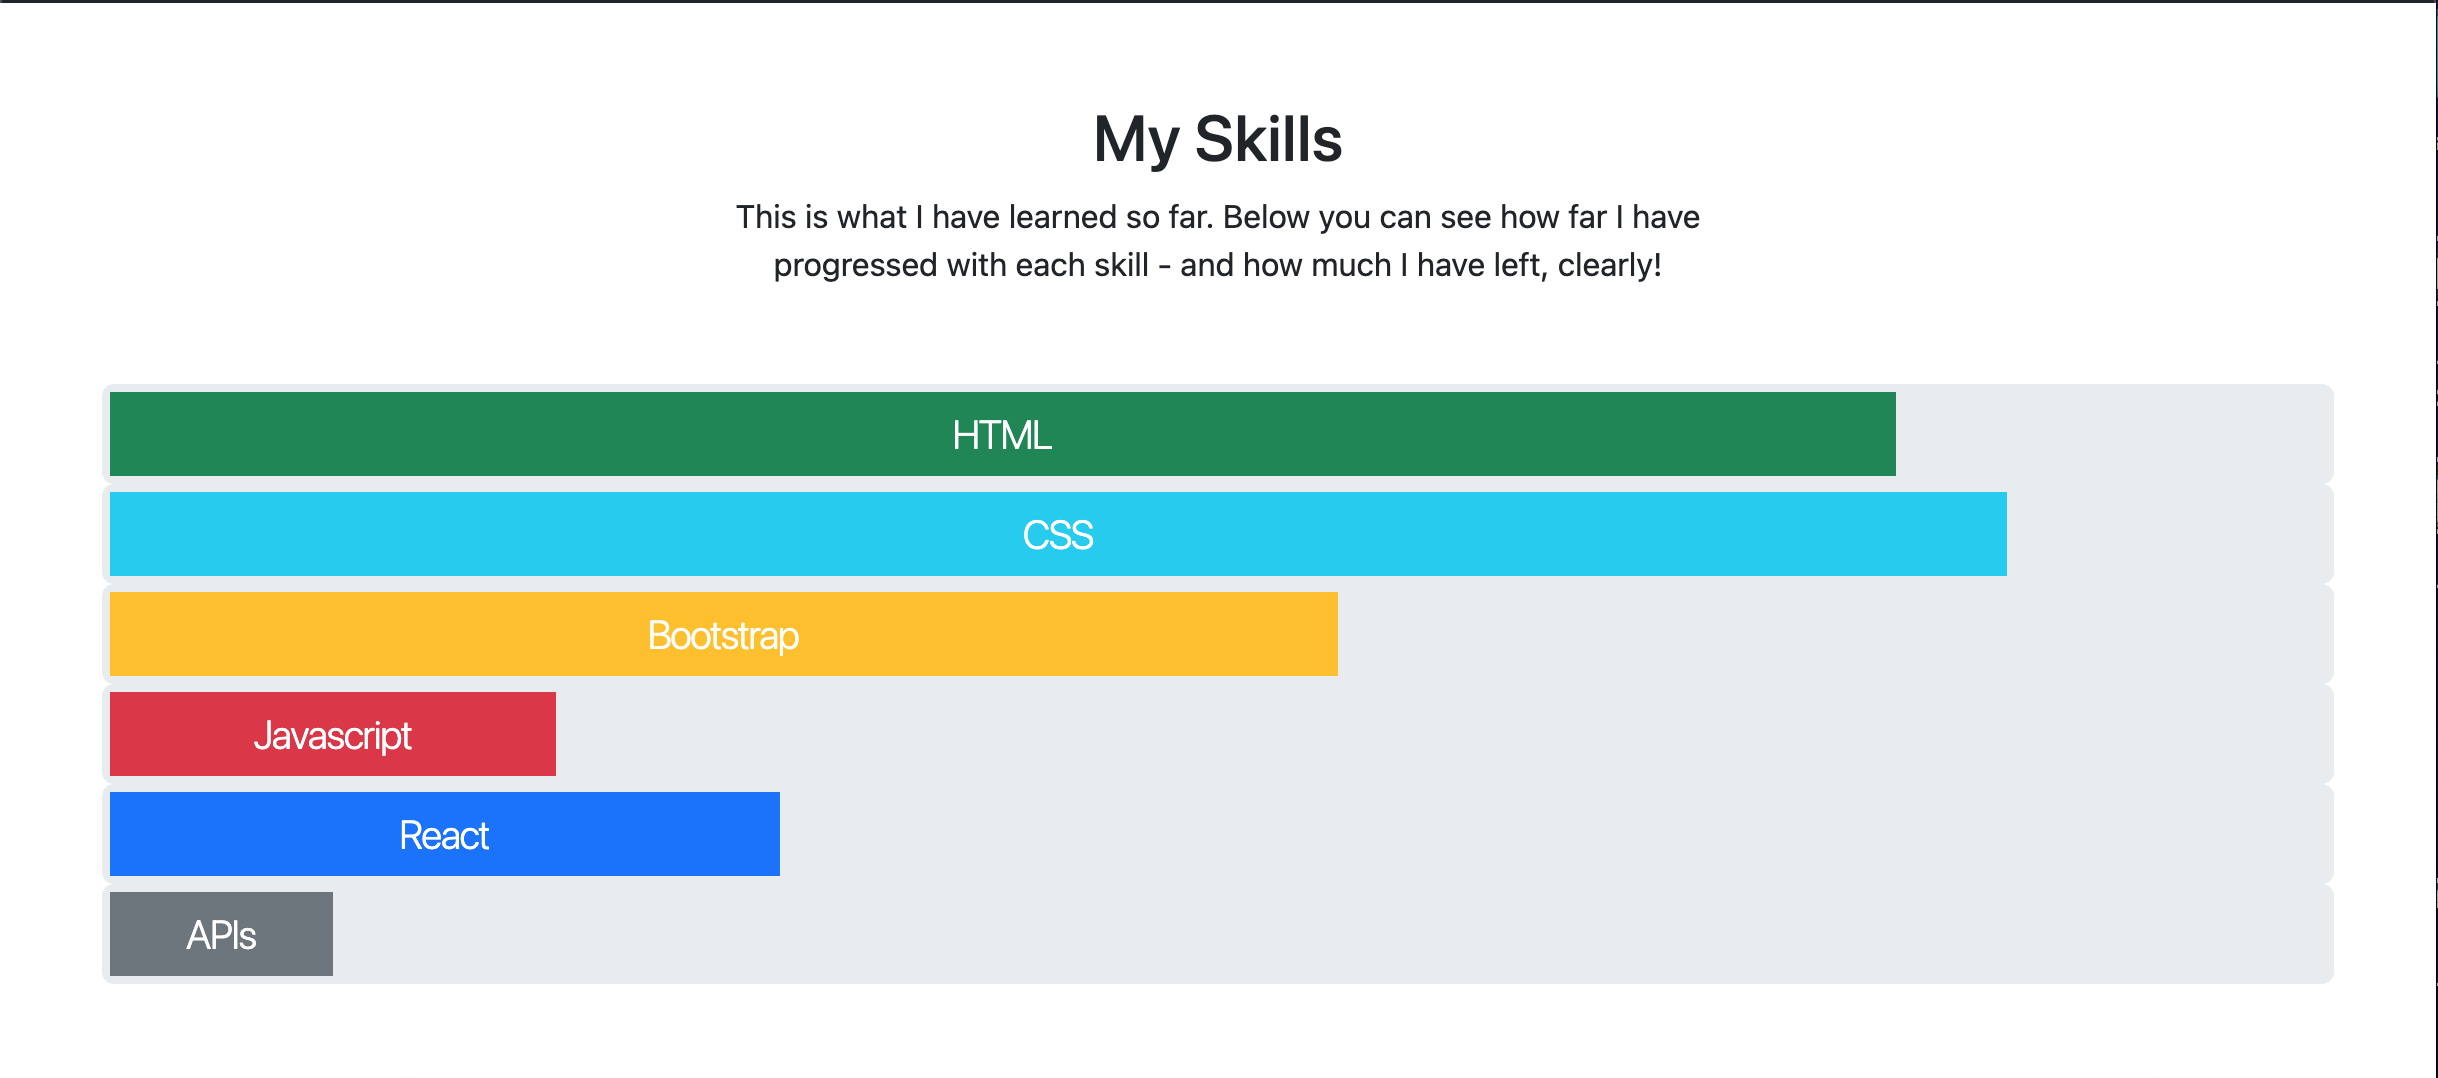 My Skills
This is what I have learned so far. Below you can see how far I have
progressed with each skill - and how much I have left, clearly!
HTML
CSS
Bootstrap
Javascript
React
APIs